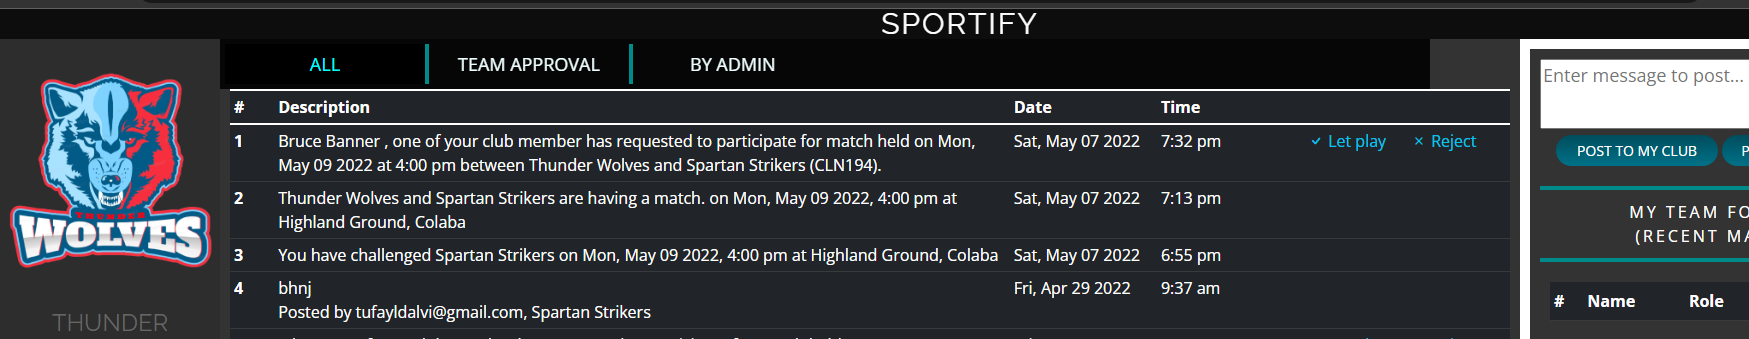 SPORTIFY
THUNDER
WOLVES
THUNDER
ALL TEAM APPROVAL BY ADMIN
# Description Date Time
1 Bruce Banner , one of your club member has requested to participate for match held on Mon, Sat, May 07 2022 7:32 pm ✓ Let play × Reject
May 09 2022 at 4:00 pm between Thunder Wolves and Spartan Strikers (CLN194).
2 Thunder Wolves and Spartan Strikers are having a match. on Mon, May 09 2022, 4:00 pm at Sat, May 07 2022 7:13 pm
Highland Ground, Colaba
3 You have challenged Spartan Strikers on Mon, May 09 2022, 4:00 pm at Highland Ground, Colaba Sat, May 07 2022 6:55 pm
4 bhnj Fri, Apr 29 2022 9:37 am
Posted by tufayldalvi@gmail.com, Spartan Strikers
Enter message to post...
POST TO MY CLUB P
MY TEAM FO
(RECENT MA
# Name Role